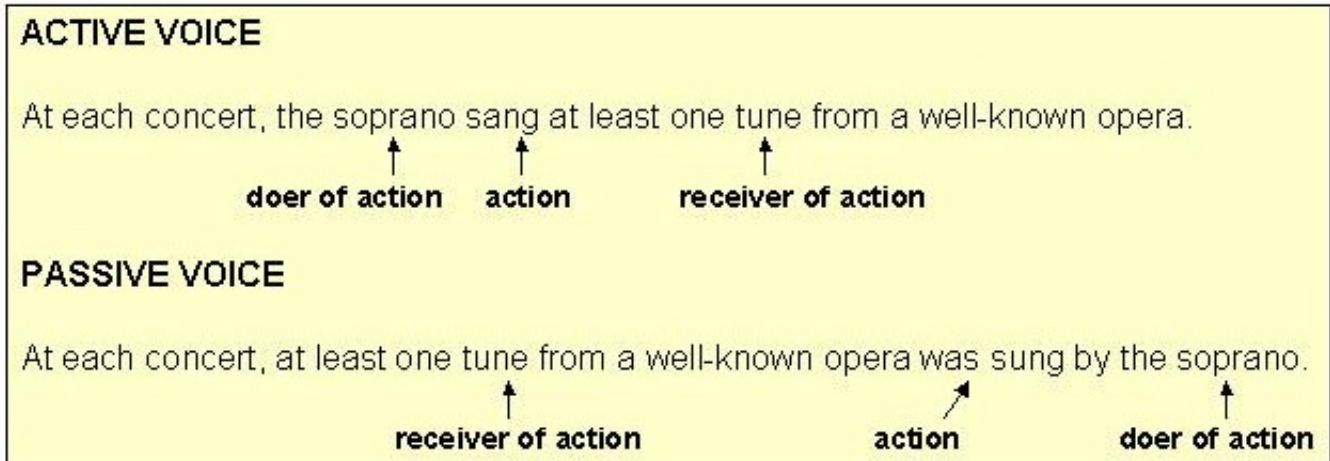 ACTIVE VOICE
At each concert, the soprano sang at least one tune from a well-known opera.
doer of action action receiver of action
PASSIVE VOICE
At each concert, at least one tune from a well-known opera was sung by the soprano.
receiver of action action doer of action